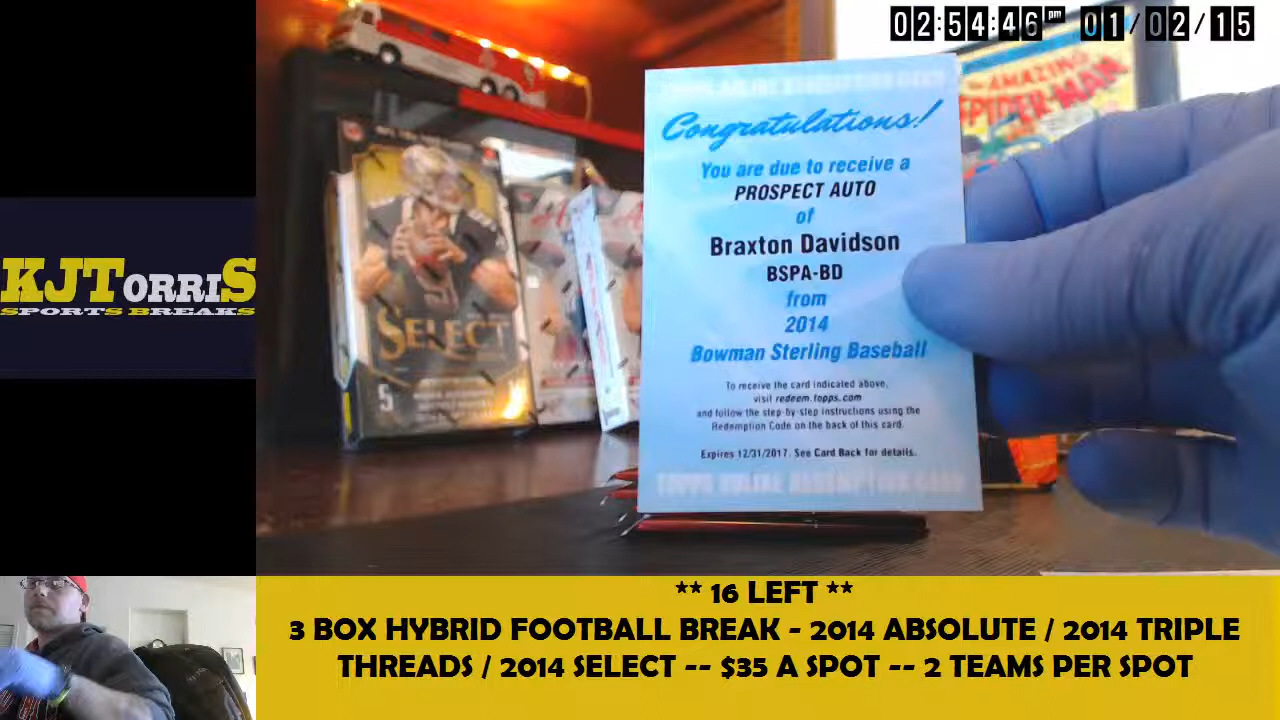 02:54:46 pm 01/02/15
AMAZING
SPIDER-MAN
Congratulations!
You are due to receive a
PROSPECT AUTO
of
Braxton Davidson
BSPA-BD
from
2014
Bowman Sterling Baseball
To receive the card indicated above,
visit redeem.topps.com
and follow the step-by-step instructions using the
Redemption Code on the back of this card.
Expires 12/31/2017. See Card Back for details.
SELECT
5
KJTORRIS
SPORTS BREAKS
** 16 LEFT **
3 BOX HYBRID FOOTBALL BREAK - 2014 ABSOLUTE / 2014 TRIPLE
THREADS / 2014 SELECT -- $35 A SPOT -- 2 TEAMS PER SPOT